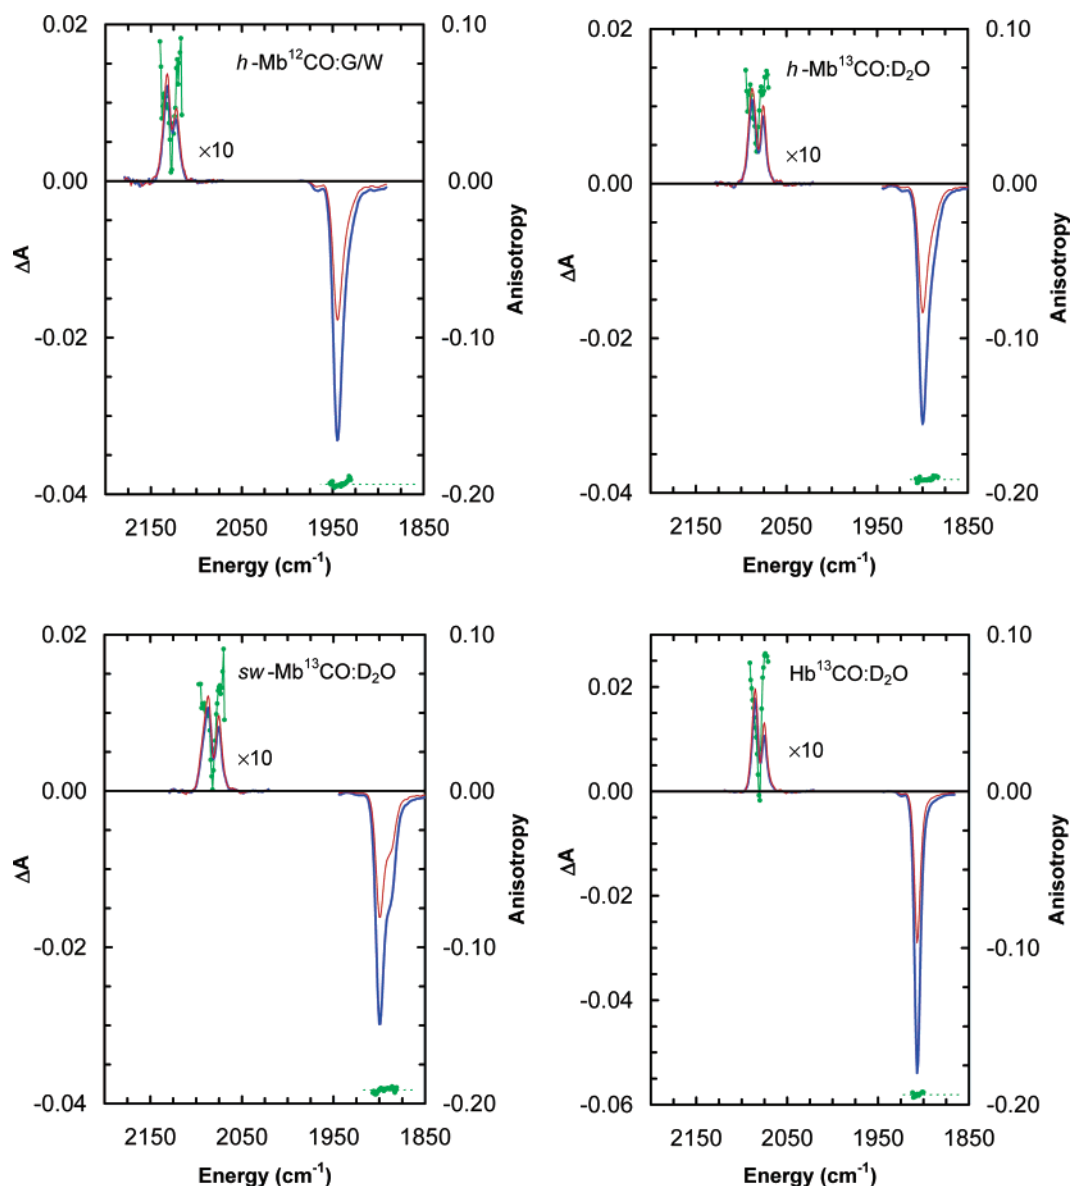 0.02
0.10
h-Mb¹²CO:G/W
×10
0.00
0.00
ΔA
Anisotropy
-0.02
-0.10
-0.04
-0.20
2150 2050 1950 1850
Energy (cm⁻¹)
0.02
0.10
h-Mb¹³CO:D₂O
×10
0.00
0.00
ΔA
Anisotropy
-0.02
-0.10
-0.04
-0.20
2150 2050 1950 1850
Energy (cm⁻¹)
0.02
0.10
sw-Mb¹³CO:D₂O
×10
0.00
0.00
ΔA
Anisotropy
-0.02
-0.10
-0.04
-0.20
2150 2050 1950 1850
Energy (cm⁻¹)
0.10
Hb¹³CO:D₂O
0.02
×10
0.00
0.00
ΔA
Anisotropy
-0.02
-0.10
-0.04
-0.06
-0.20
2150 2050 1950 1850
Energy (cm⁻¹)